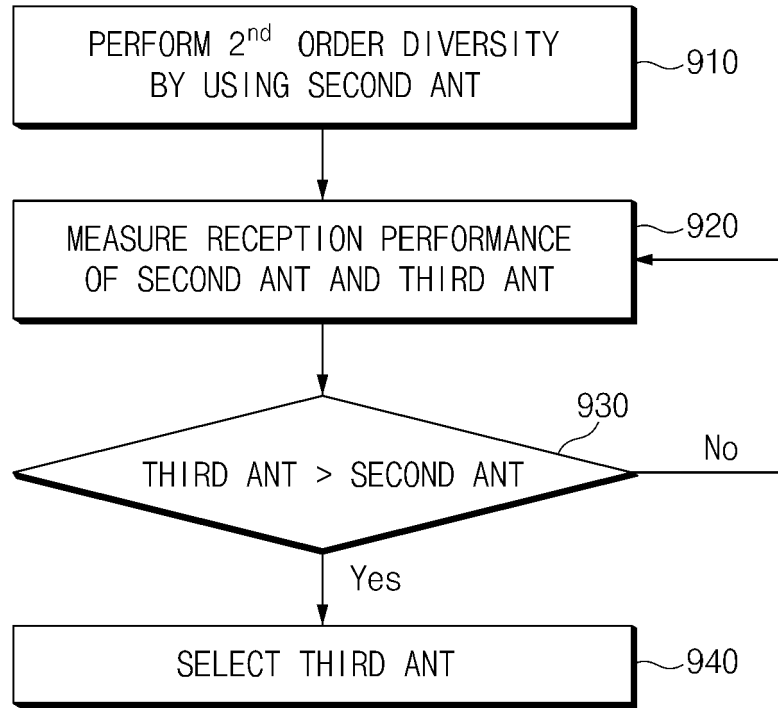 PERFORM 2nd ORDER DIVERSITY
BY USING SECOND ANT
910
MEASURE RECEPTION PERFORMANCE
OF SECOND ANT AND THIRD ANT
920
930
THIRD ANT > SECOND ANT
No
Yes
SELECT THIRD ANT
940